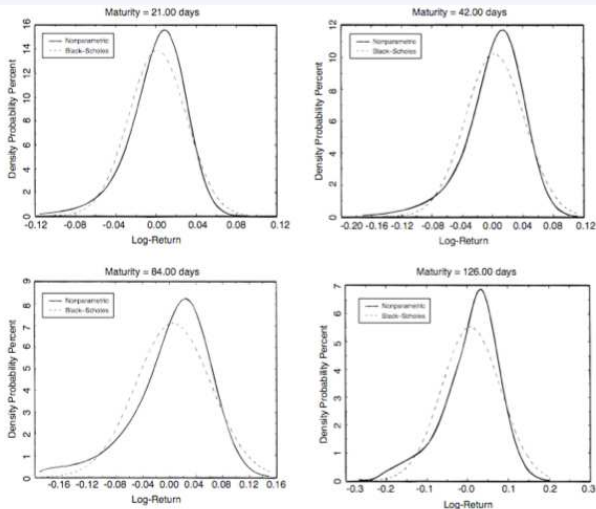 Maturity = 21.00 days
Density Probability Percent
16
14
12
10
8
6
4
2
0
Nonparametric
Black-Scholes
-0.12 -0.08 -0.04 0.00 0.04 0.08 0.12
Log-Return
Maturity = 42.00 days
Density Probability Percent
12
10
8
6
4
2
0
Nonparametric
Black-Scholes
-0.20 -0.16 -0.12 -0.08 -0.04 0.00 0.04 0.08 0.12
Log-Return
Maturity = 84.00 days
Density Probability Percent
9
8
7
6
5
4
3
2
1
0
Nonparametric
Black-Scholes
-0.16 -0.12 -0.08 -0.04 0.00 0.04 0.08 0.12 0.16
Log-Return
Maturity = 126.00 days
Density Probability Percent
7
6
5
4
3
2
1
0
Nonparametric
Black-Scholes
-0.3 -0.2 -0.1 -0.0 0.1 0.2 0.3
Log-Return